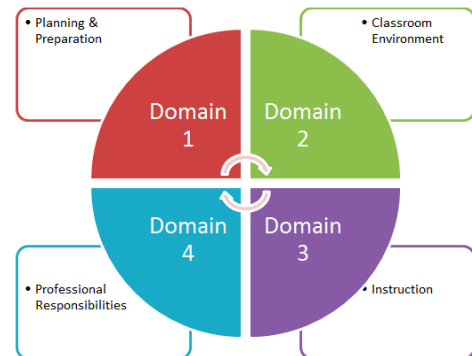 • Planning &
Preparation
• Classroom
Environment
Domain
1
Domain
2
Domain
4
Domain
3
• Professional
Responsibilities
• Instruction